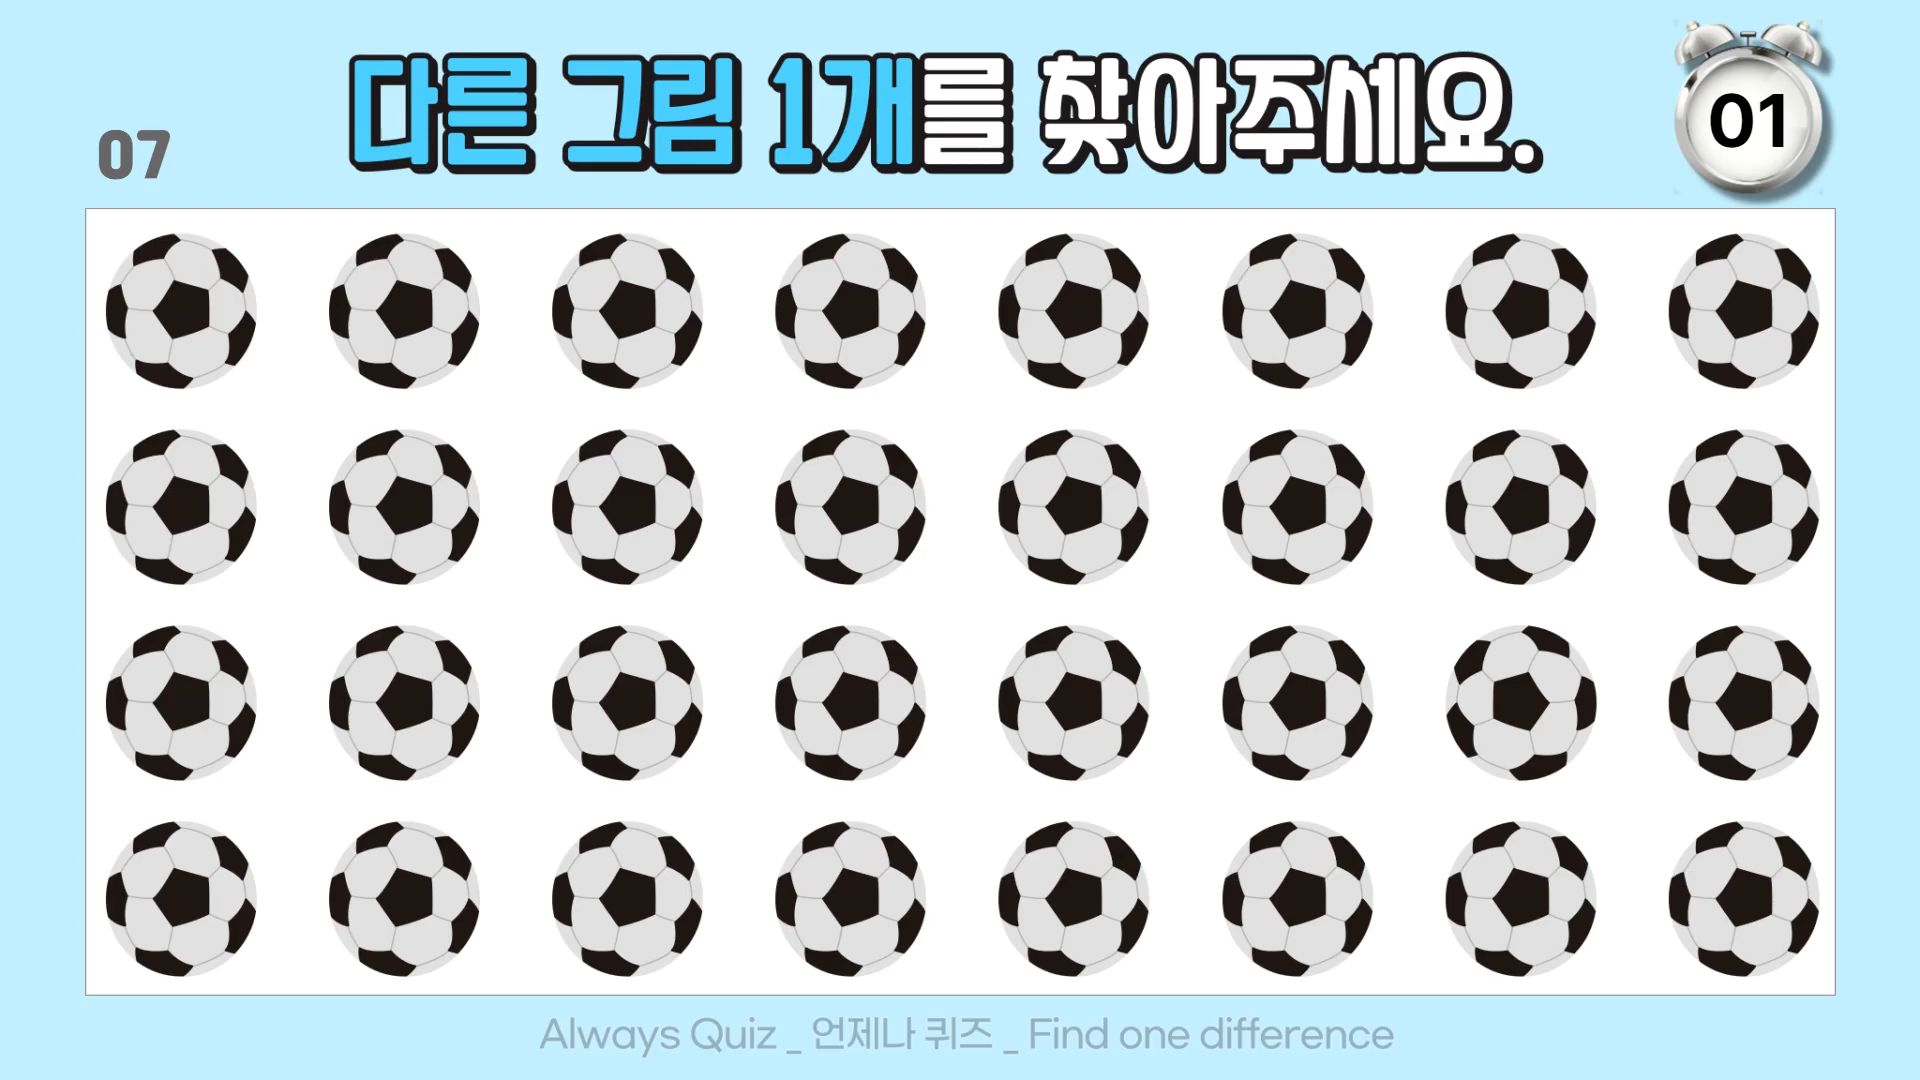 다른 그림 1개를 찾아주세요.
01
07
Always Quiz _ 언제나 퀴즈 _ Find one difference